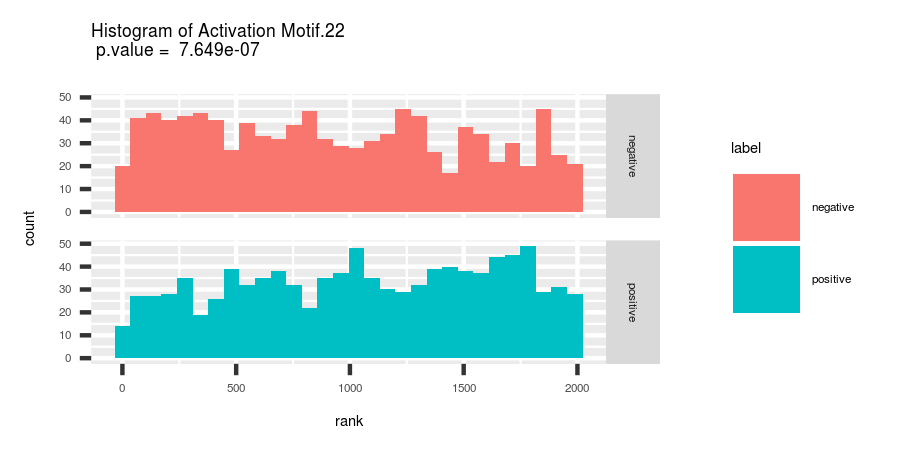 Histogram of Activation Motif.22
p.value = 7.649e-07
count
50
40
30
20
10
0
negative
50
40
30
20
10
0
positive
0 500 1000 1500 2000
rank
label
negative
positive